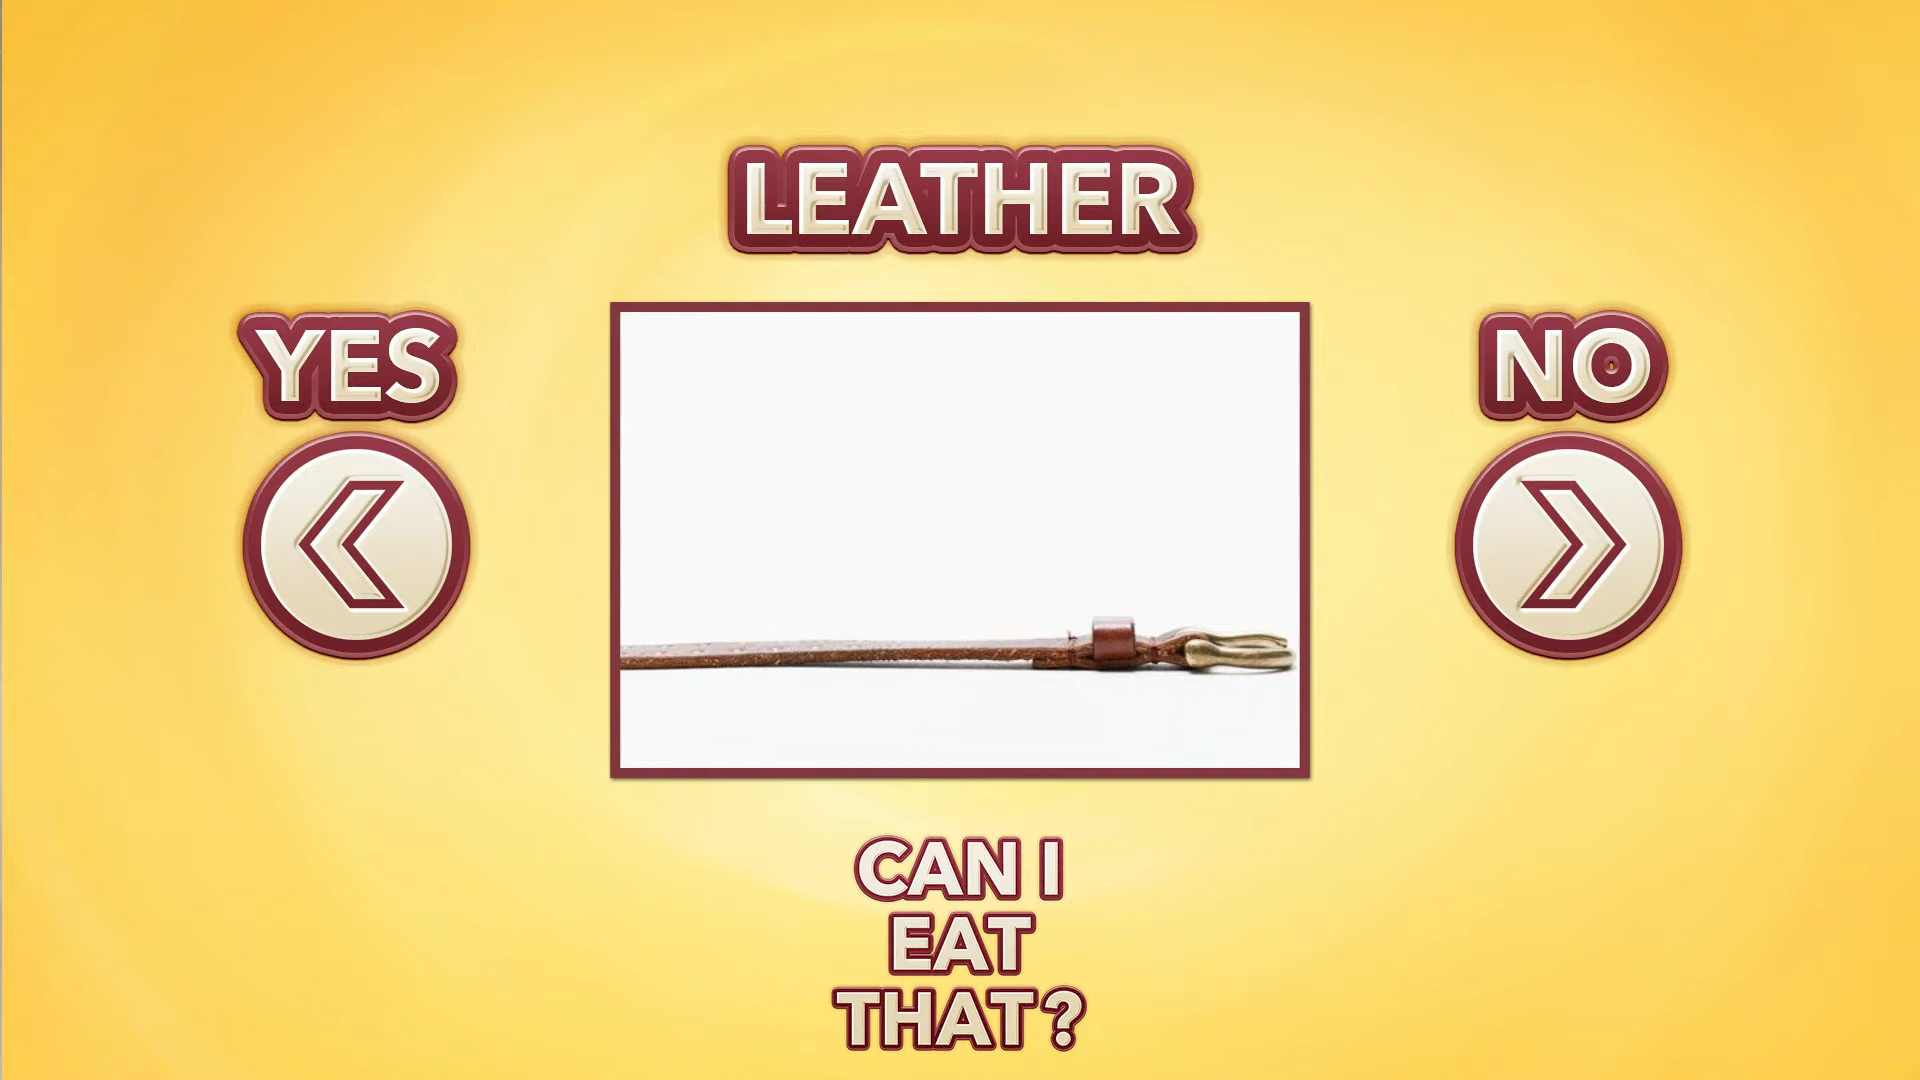 LEATHER
YES
NO
CAN I
EAT
THAT?